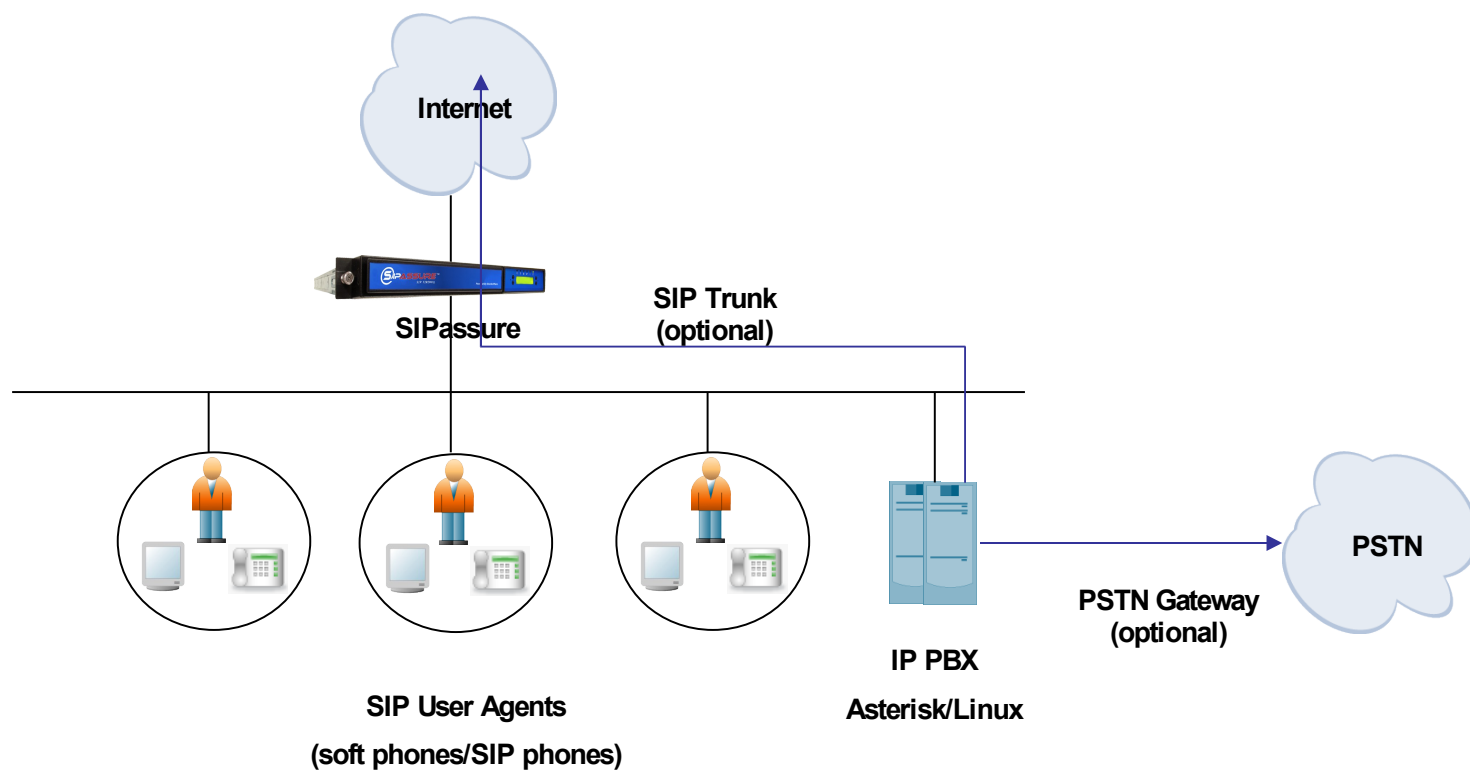 Internet
SIPASSURE™
SIPassure
SIP Trunk
(optional)
PSTN
PSTN Gateway
(optional)
IP PBX
Asterisk/Linux
SIP User Agents
(soft phones/SIP phones)